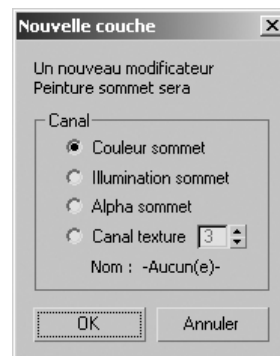 Nouvelle couche
Un nouveau modificateur
Peinture sommet sera
Canal
Couleur sommet
Illumination sommet
Alpha sommet
Canal texture 3
Nom : -Aucun(e)-
OK Annuler